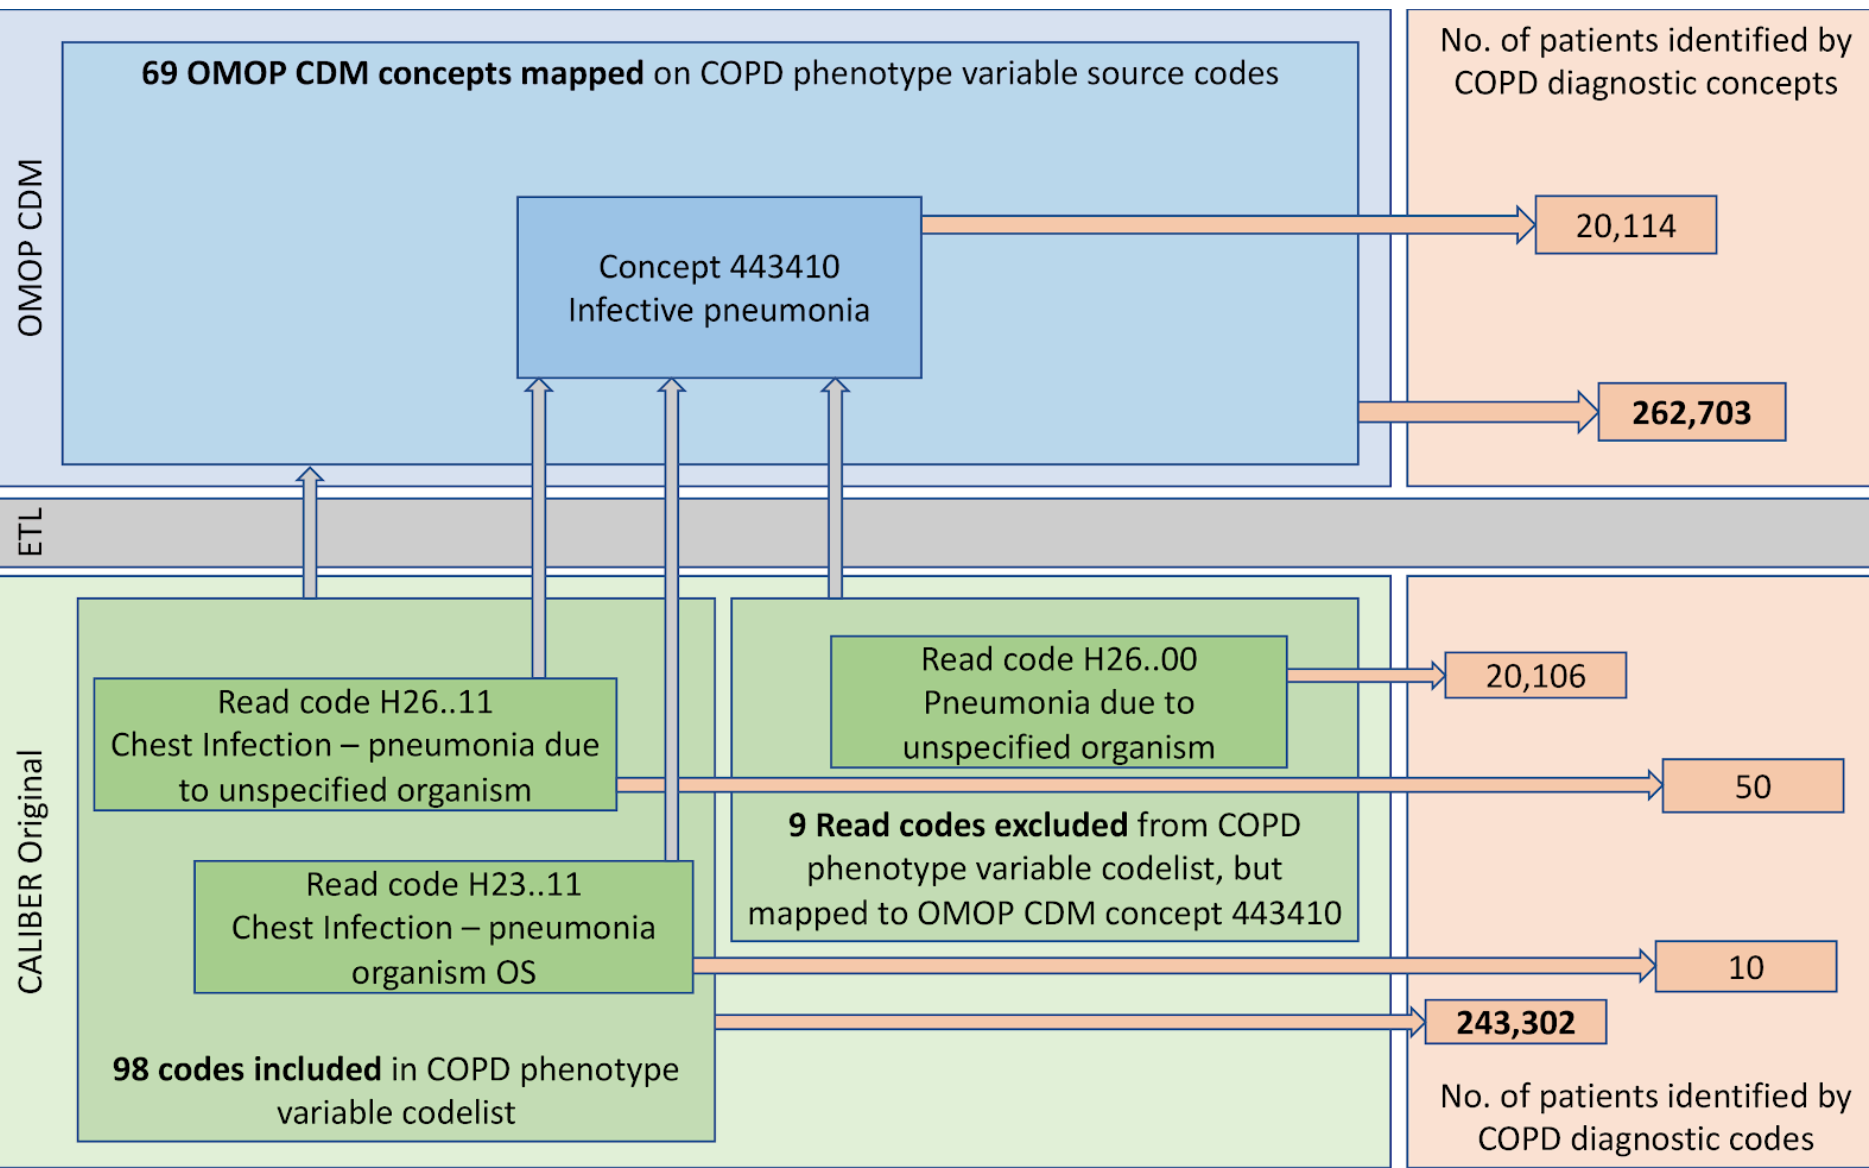 69 OMOP CDM concepts mapped on COPD phenotype variable source codes
No. of patients identified by
COPD diagnostic concepts
OMOP CDM
Concept 443410
Infective pneumonia
20,114
262,703
ETL
CALIBER Original
Read code H26..11
Chest Infection – pneumonia due
to unspecified organism
Read code H26..00
Pneumonia due to
unspecified organism
20,106
50
9 Read codes excluded from COPD
phenotype variable codelist, but
mapped to OMOP CDM concept 443410
Read code H23..11
Chest Infection – pneumonia
organism OS
10
243,302
98 codes included in COPD phenotype
variable codelist
No. of patients identified by
COPD diagnostic codes